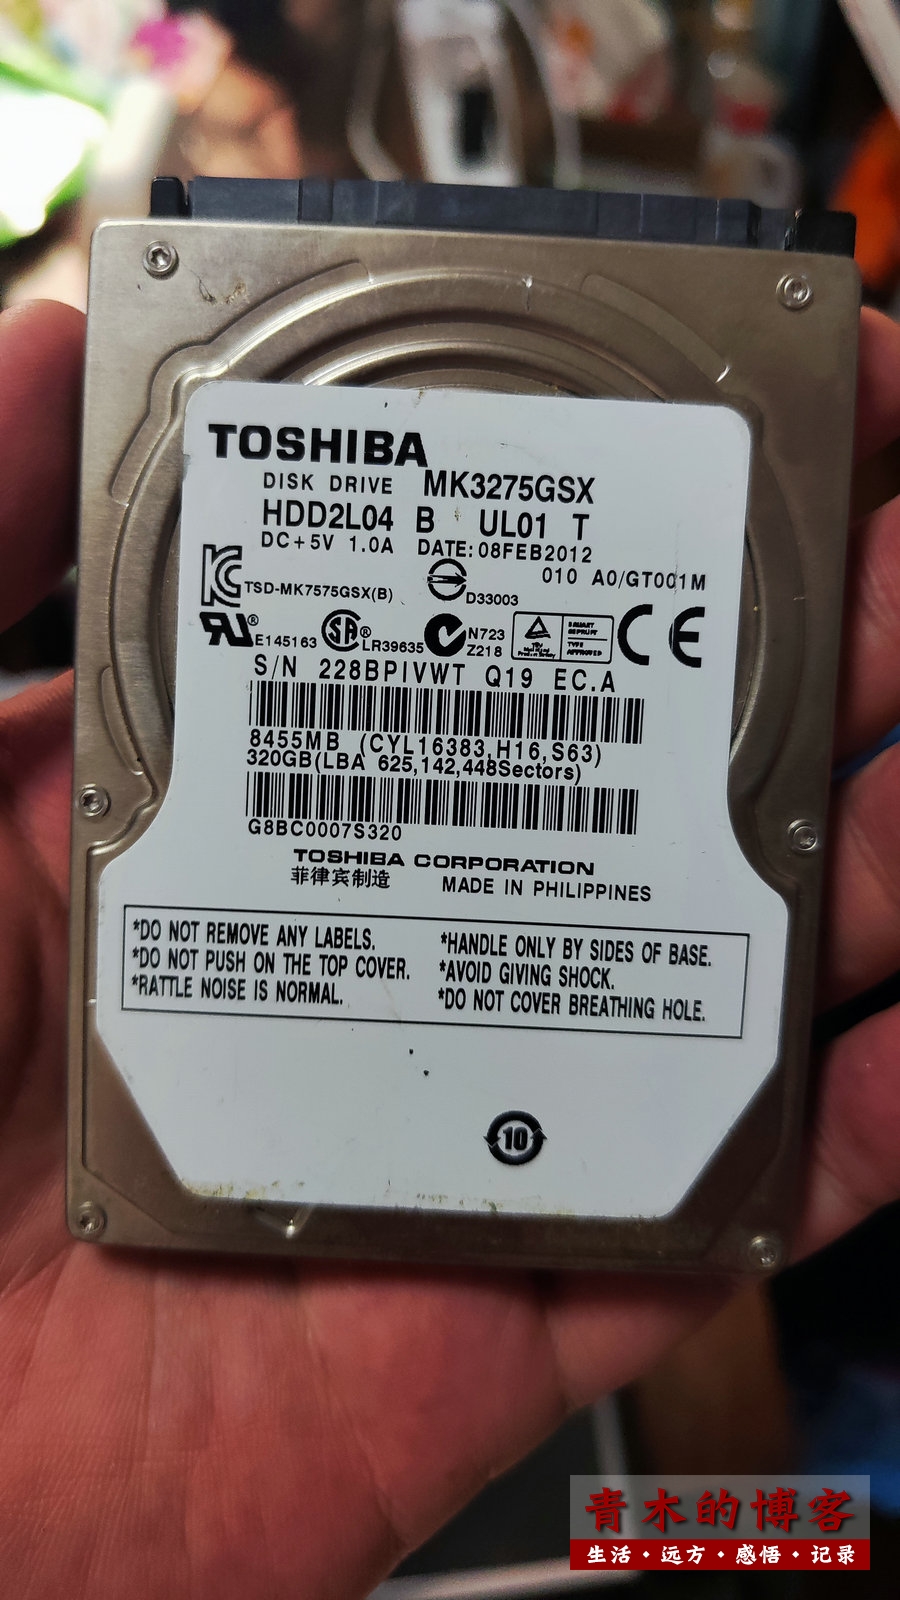 TOSHIBA
DISK DRIVE MK3275GSX
HDD2L04 B UL01 T
DC+5V 1.0A DATE:08FEB2012
010 A0/GT001M
TSD-MK7575GSX(B)
D33003
E145163 LR39635 N723
Z218
CE
S/N 228BPIVWT Q19 EC.A
8455MB (CYL16383,H16,S63)
320GB(LBA 625,142,448Sectors)
G8BC0007S320
TOSHIBA CORPORATION
菲律宾制造 MADE IN PHILIPPINES
*DO NOT REMOVE ANY LABELS.
*DO NOT PUSH ON THE TOP COVER.
*RATTLE NOISE IS NORMAL.
*HANDLE ONLY BY SIDES OF BASE.
*AVOID GIVING SHOCK.
*DO NOT COVER BREATHING HOLE.
10
青木的博客
生活·远方·感悟·记录